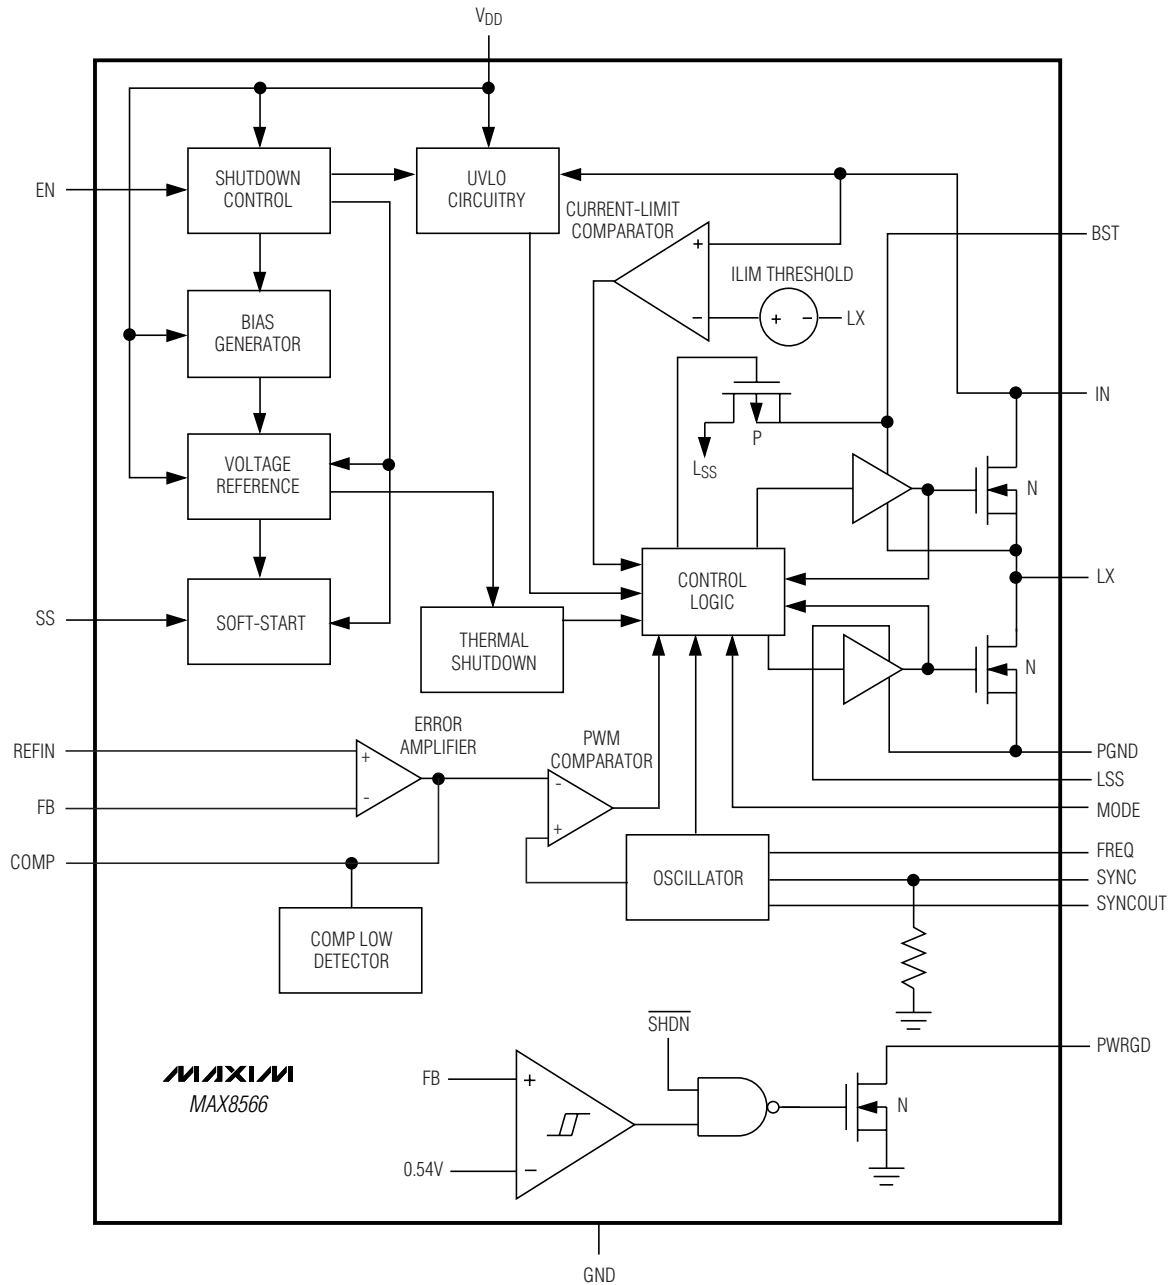 VDD
EN
SHUTDOWN
CONTROL
UVLO
CIRCUITRY
CURRENT-LIMIT
COMPARATOR
BST
+
ILIM THRESHOLD
−
+ −
LX
BIAS
GENERATOR
IN
P
LSS
VOLTAGE
REFERENCE
N
CONTROL
LOGIC
LX
SS
SOFT-START
THERMAL
SHUTDOWN
N
ERROR
AMPLIFIER
PWM
COMPARATOR
REFIN
+
PGND
LSS
FB
-
-
+
MODE
COMP
FREQ
OSCILLATOR
SYNC
SYNCOUT
COMP LOW
DETECTOR
SHDN
PWRGD
MAXIM
MAX8566
FB
+
N
0.54V
−
GND